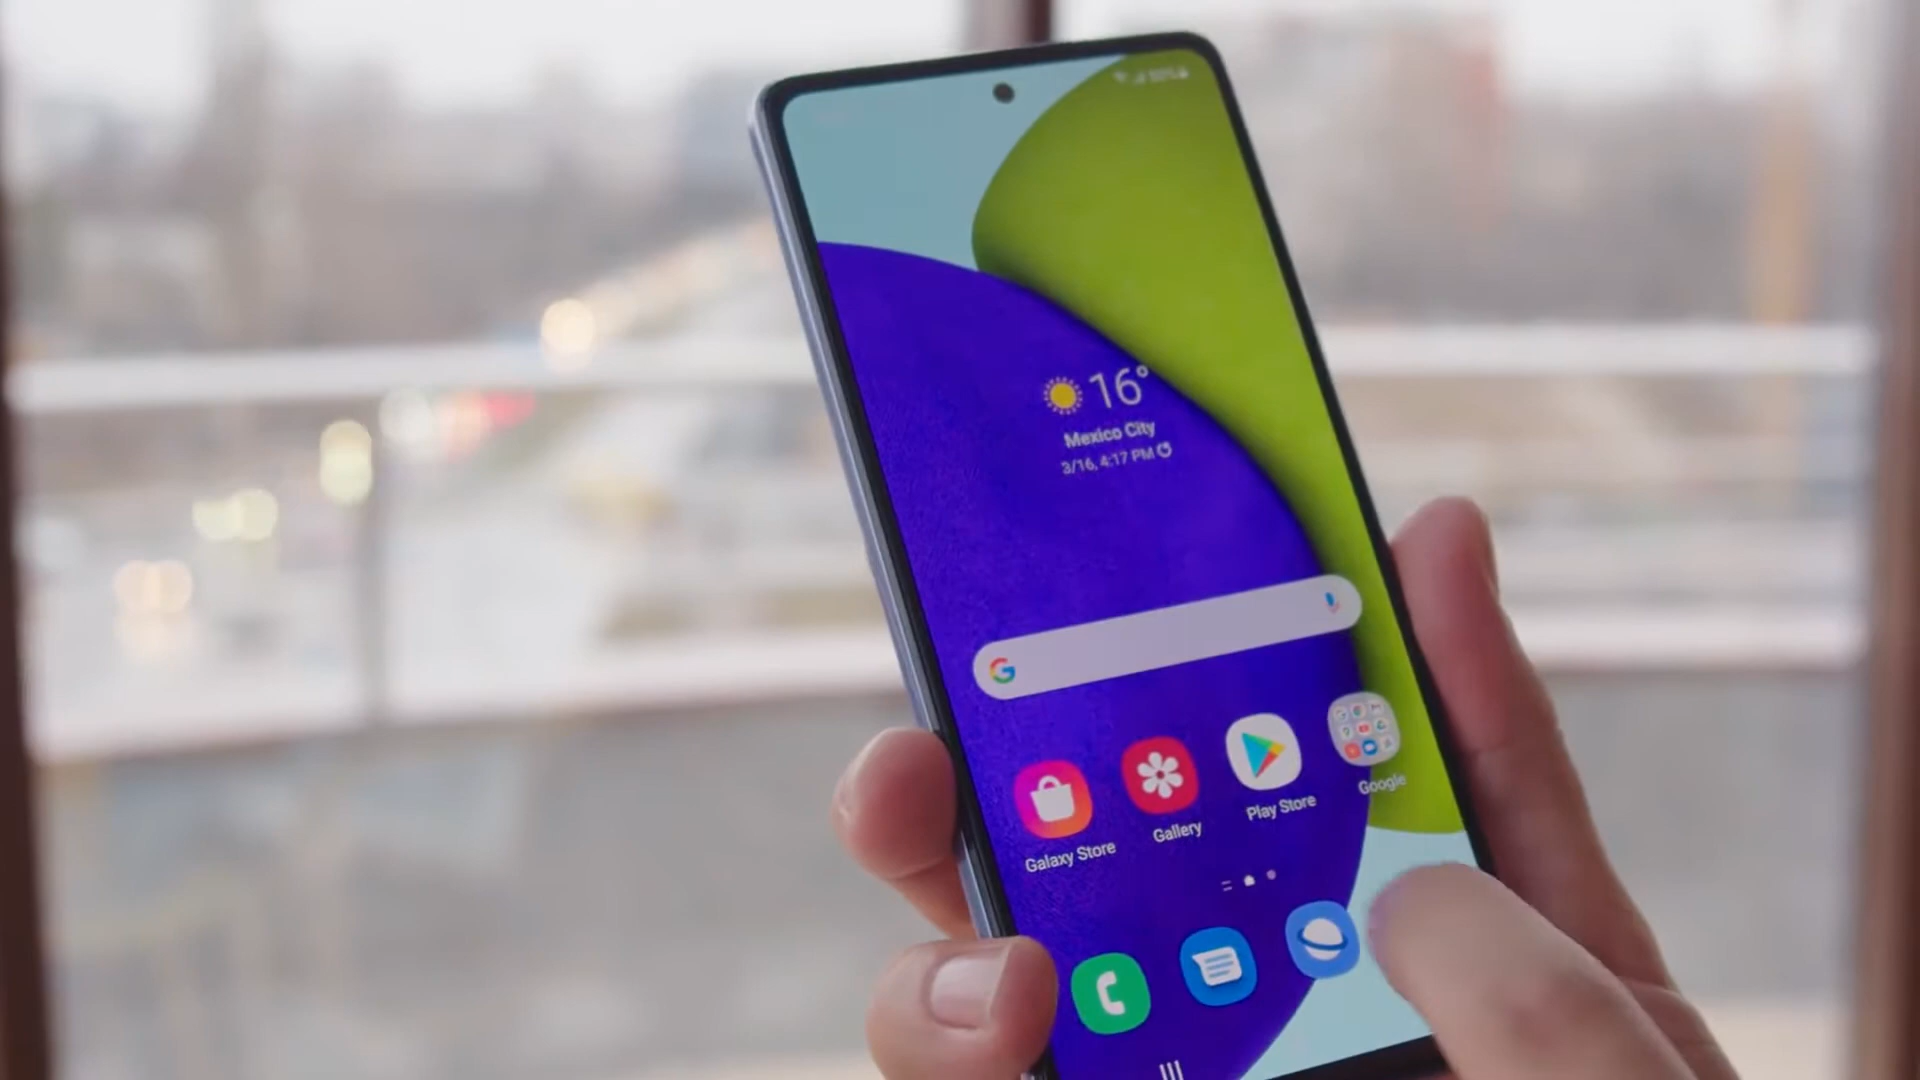 16°
Mexico City
3/16, 4:17 PM
Galaxy Store
Gallery
Play Store
Google